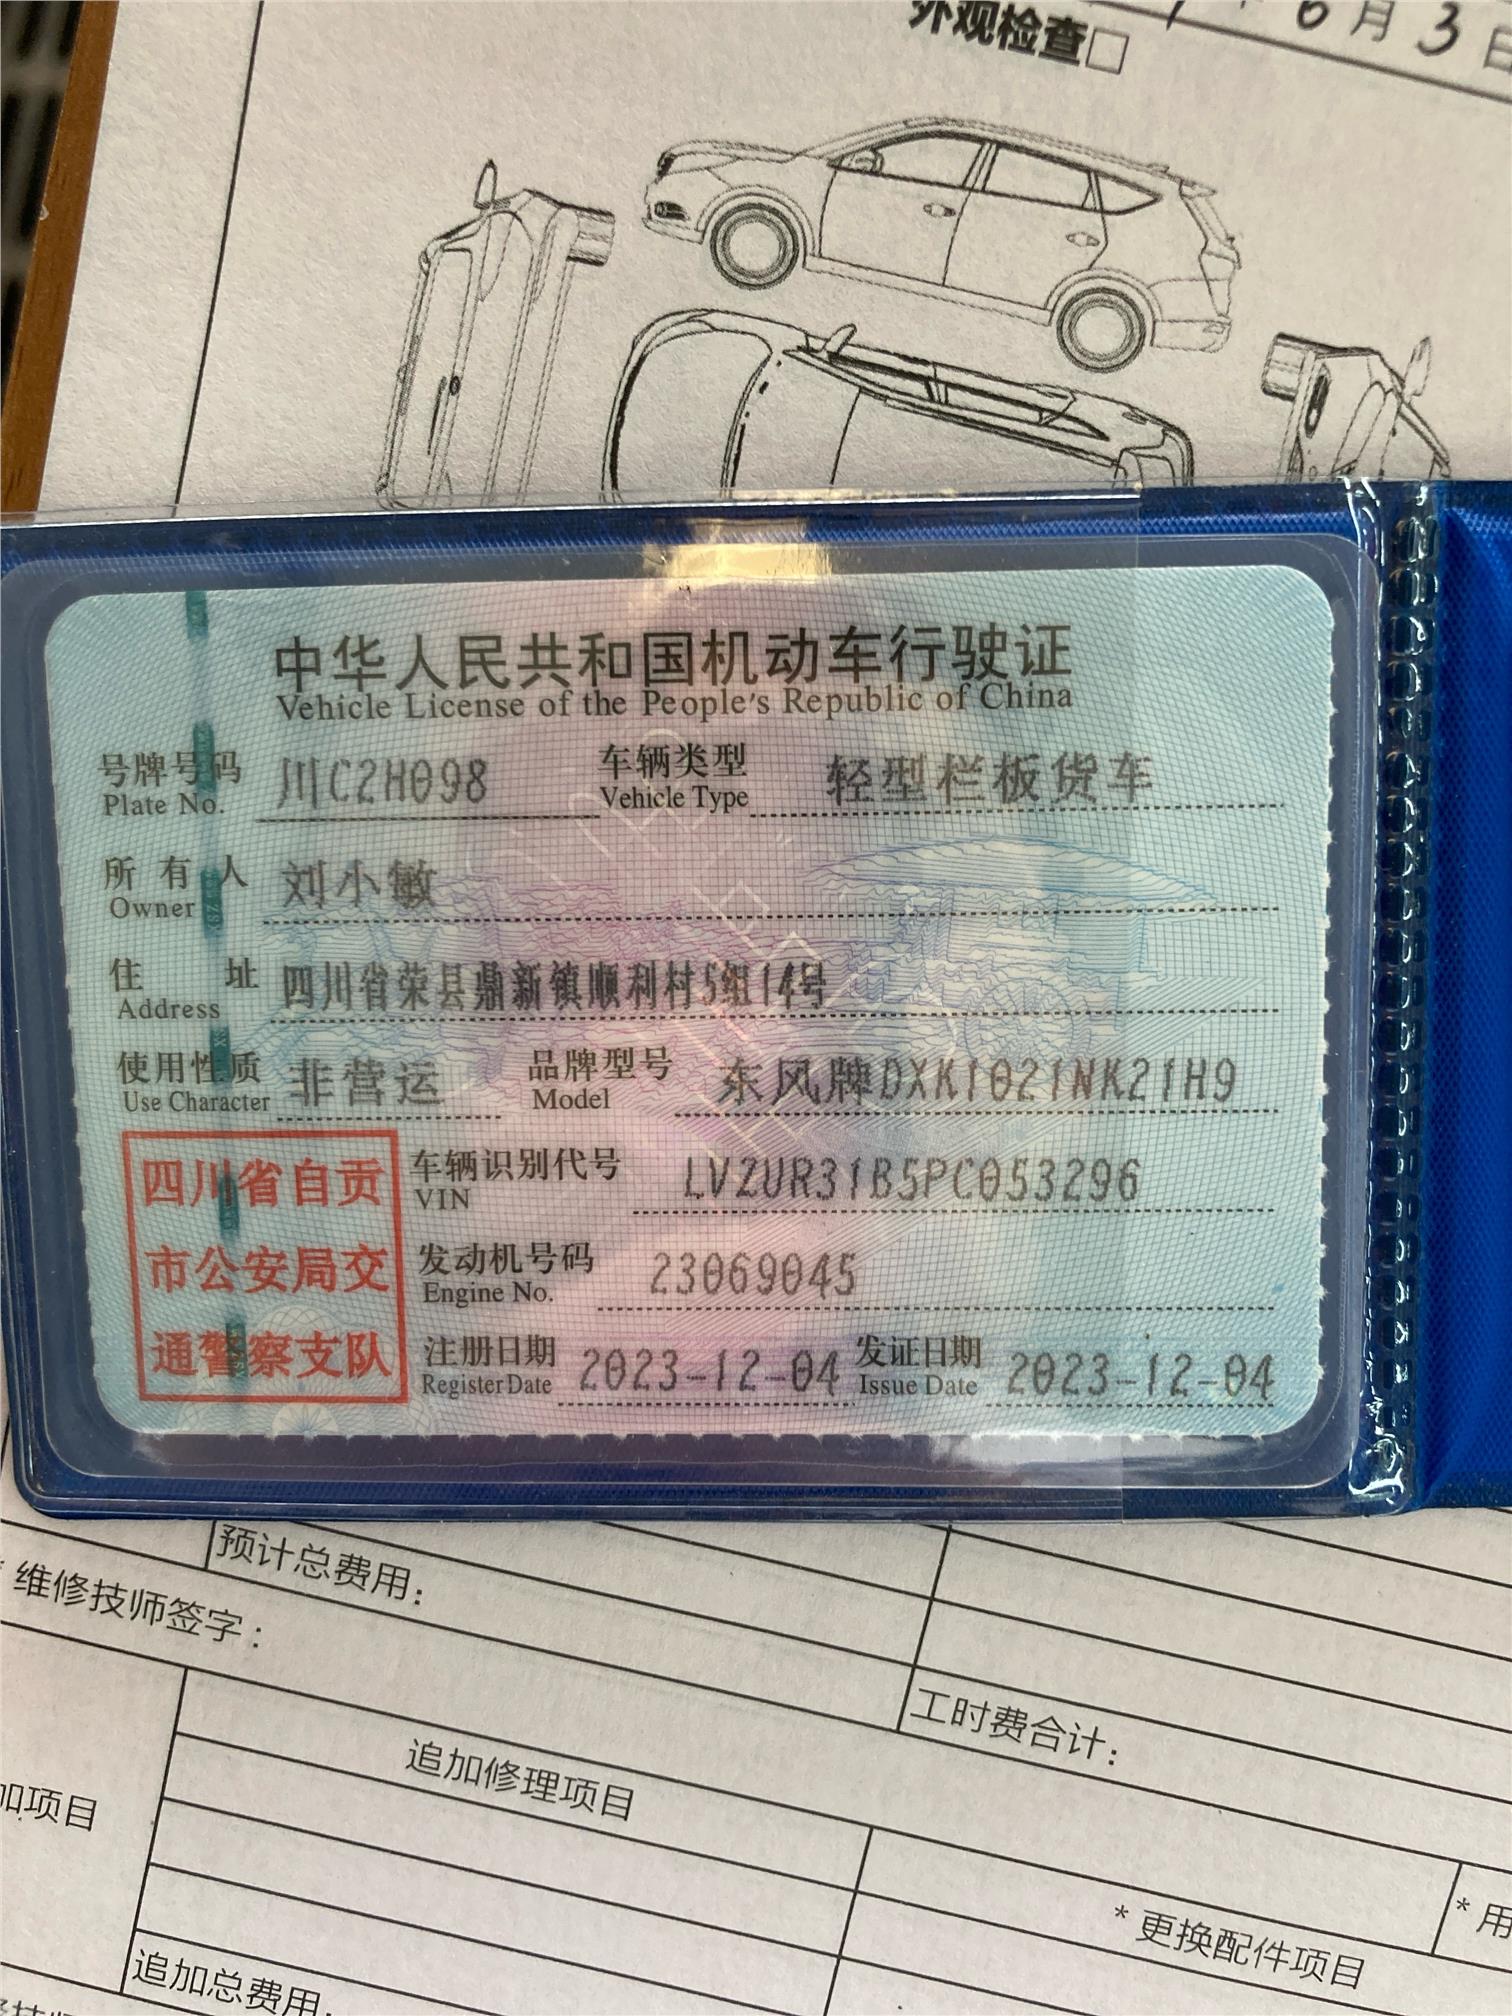 6月3日
外观检查□
中华人民共和国机动车行驶证
Vehicle License of the People's Republic of China
号牌号码 川C2H098 车辆类型 轻型栏板货车
Plate No. Vehicle Type
所有人 刘小敏
Owner
住址 四川省荣县鼎新镇顺利村5组14号
Address
使用性质 非营运 品牌型号 东风牌DXK1021NK21H9
Use Character Model
四川省自贡
市公安局交
通警察支队
车辆识别代号 LVZUR31B5PC053296
VIN
发动机号码 23069045
Engine No.
注册日期 2023-12-04 发证日期 2023-12-04
Register Date Issue Date
预计总费用:
*维修技师签字:
工时费合计:
追加修理项目
加项目
*更换配件项目
*用
追加总费用: